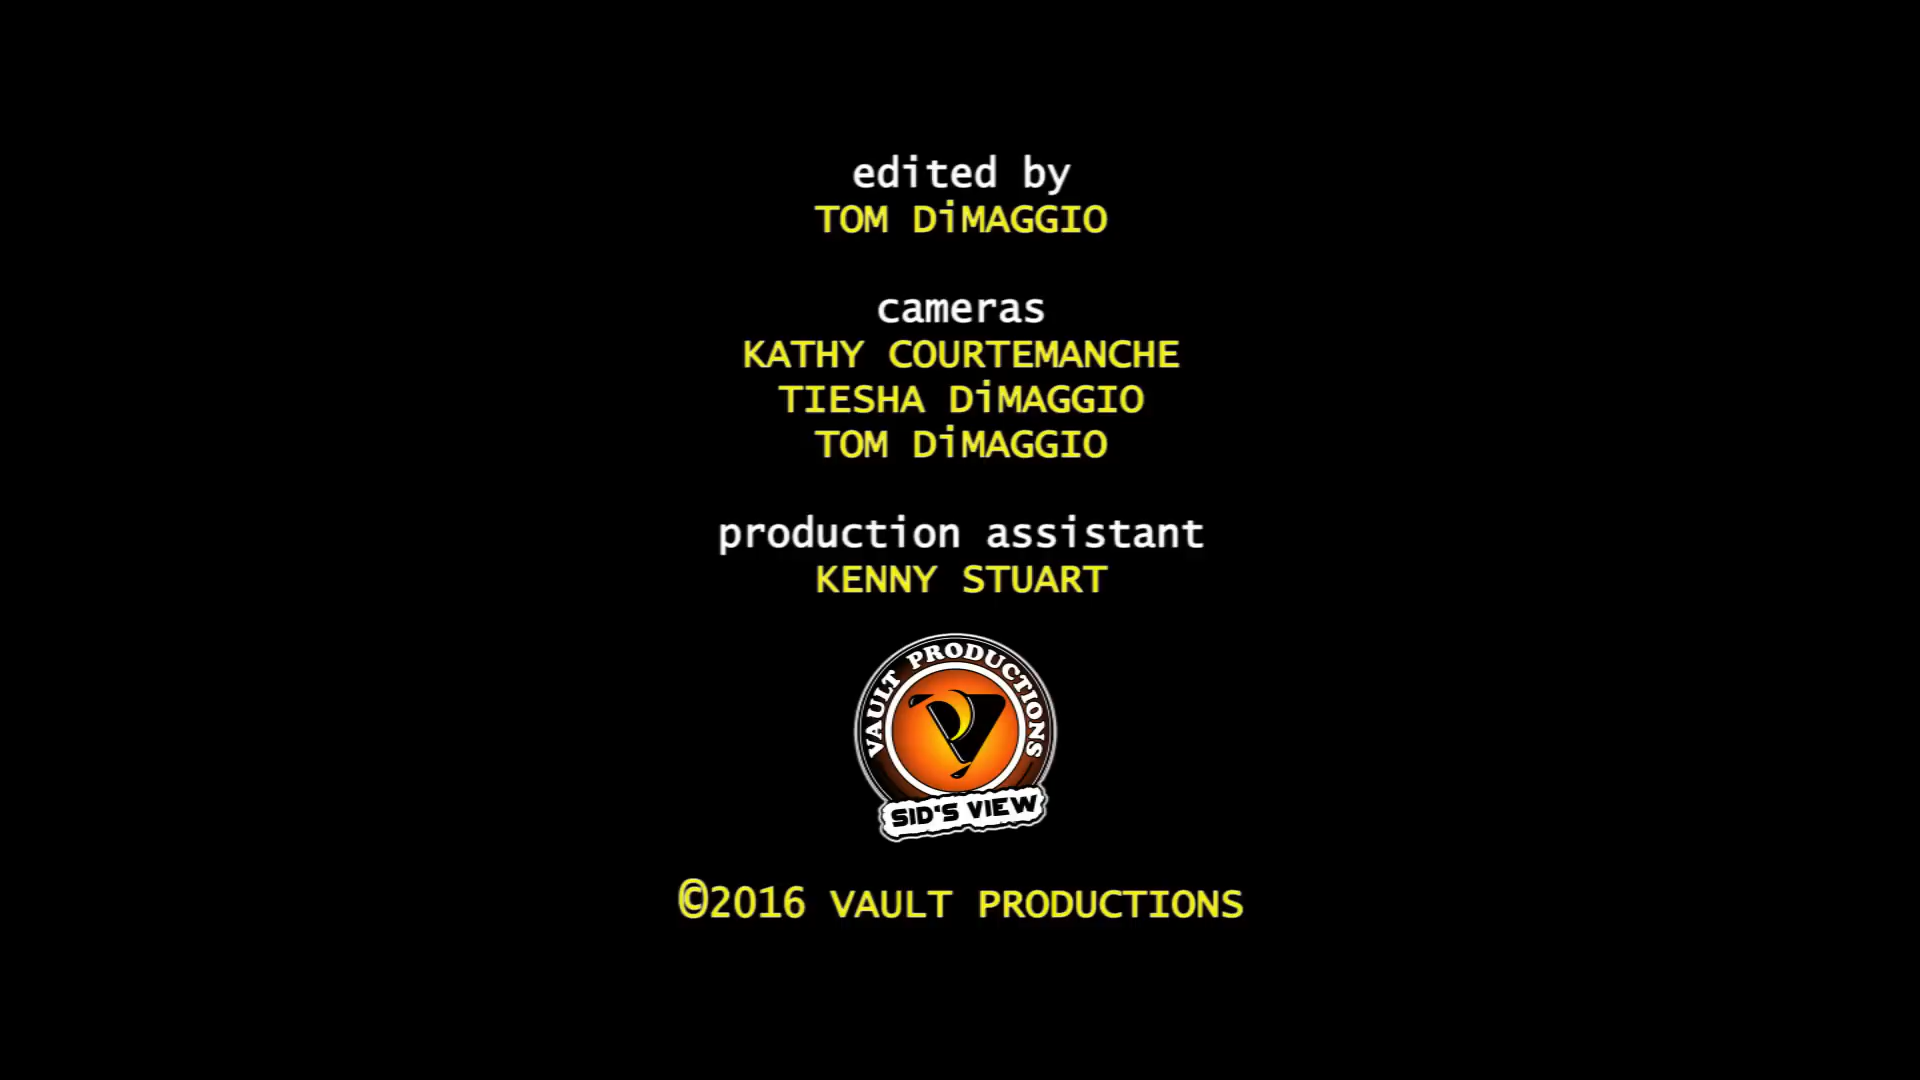 edited by
TOM DiMAGGIO
cameras
KATHY COURTEMANCHE
TIESHA DiMAGGIO
TOM DiMAGGIO
production assistant
KENNY STUART
VAULT PRODUCTIONS
SID'S VIEW
©2016 VAULT PRODUCTIONS